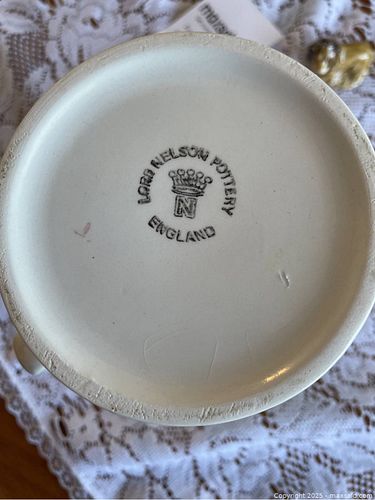 LORD NELSON POTTERY
N
ENGLAND
Copyright 2025 - maxsold.com